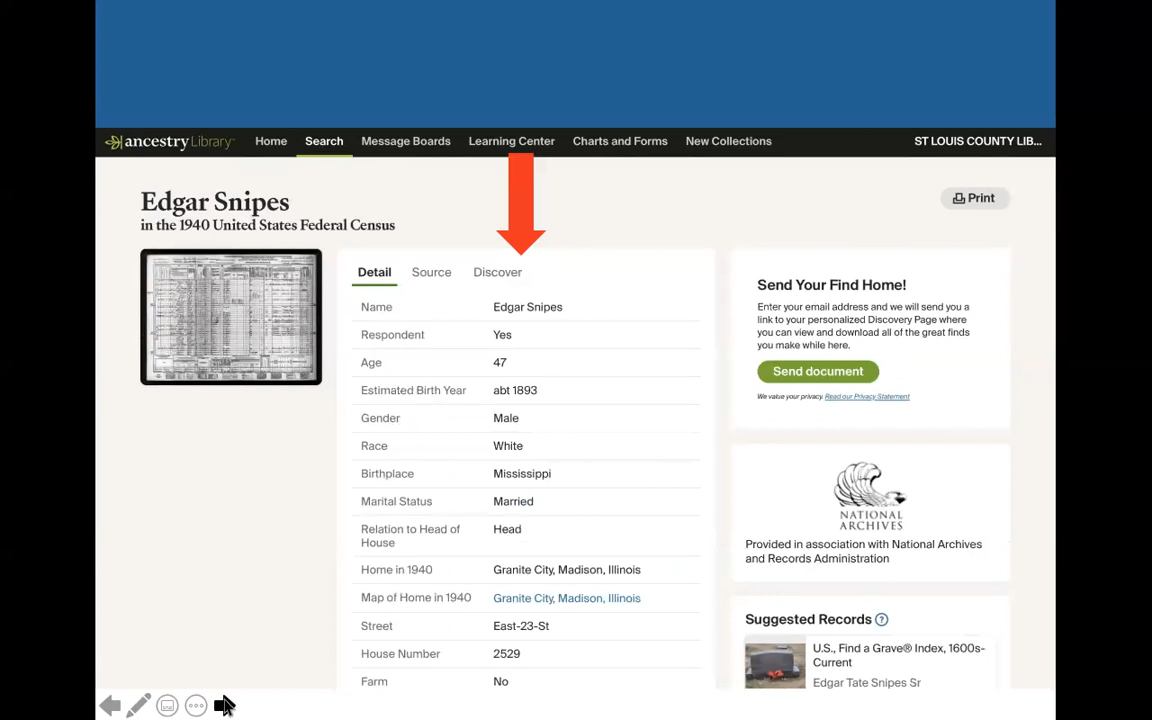 ancestryLibrary
Home Search Message Boards Learning Center Charts and Forms New Collections ST LOUIS COUNTY LIB...
Edgar Snipes
in the 1940 United States Federal Census
Print
Detail Source Discover
Name Edgar Snipes
Respondent Yes
Age 47
Estimated Birth Year abt 1893
Gender Male
Race White
Birthplace Mississippi
Marital Status Married
Relation to Head of House Head
Home in 1940 Granite City, Madison, Illinois
Map of Home in 1940 Granite City, Madison, Illinois
Street East-23-St
House Number 2529
Farm No
Send Your Find Home!
Enter your email address and we will send you a
link to your personalized Discovery Page where
you can view and download all of the great finds
you make while here.
Send document
We value your privacy. Read our Privacy Statement
NATIONAL
ARCHIVES
Provided in association with National Archives
and Records Administration
Suggested Records ?
U.S., Find a Grave® Index, 1600s-
Current
Edgar Tate Snipes Sr